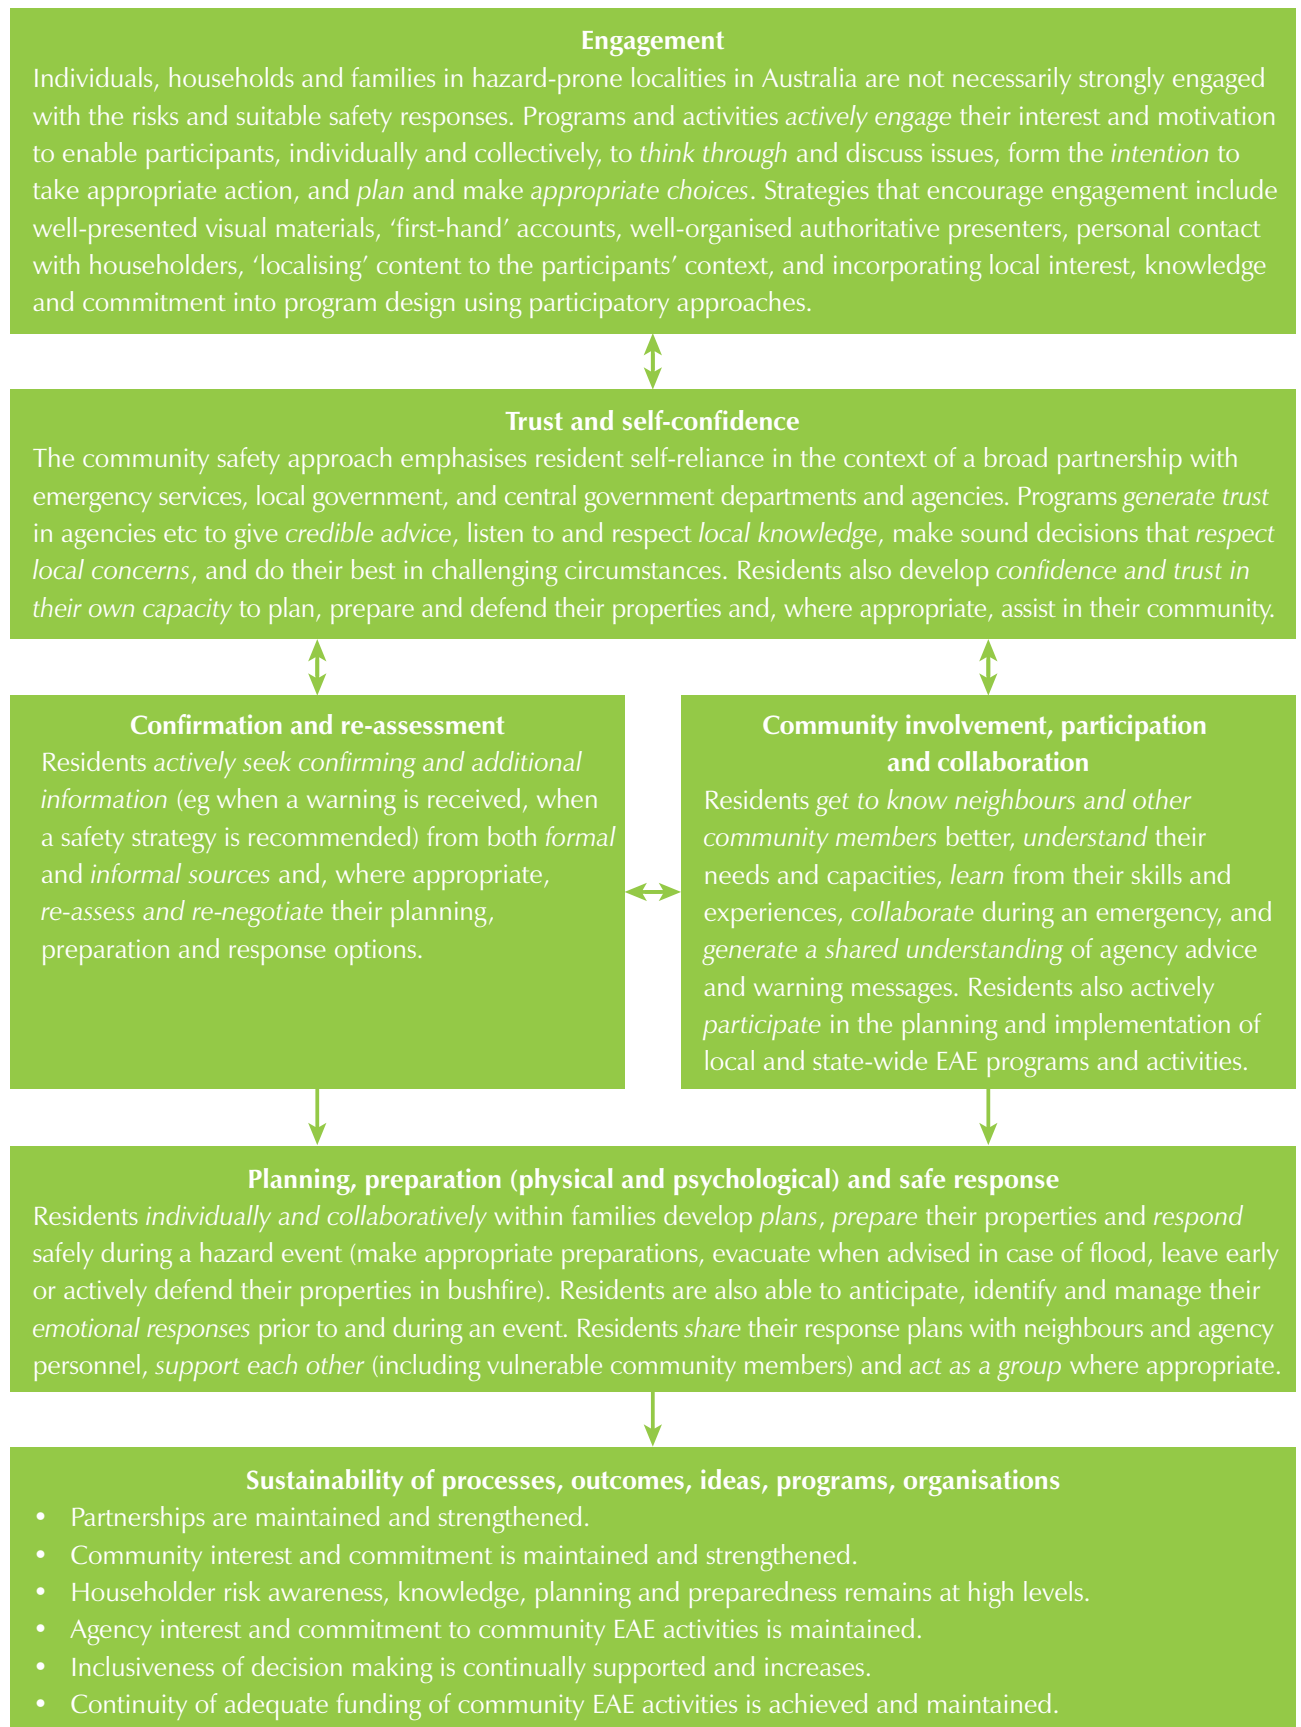 Engagement
Individuals, households and families in hazard-prone localities in Australia are not necessarily strongly engaged
with the risks and suitable safety responses. Programs and activities actively engage their interest and motivation
to enable participants, individually and collectively, to think through and discuss issues, form the intention to
take appropriate action, and plan and make appropriate choices. Strategies that encourage engagement include
well-presented visual materials, ‘first-hand’ accounts, well-organised authoritative presenters, personal contact
with householders, ‘localising’ content to the participants’ context, and incorporating local interest, knowledge
and commitment into program design using participatory approaches.
Trust and self-confidence
The community safety approach emphasises resident self-reliance in the context of a broad partnership with
emergency services, local government, and central government departments and agencies. Programs generate trust
in agencies etc to give credible advice, listen to and respect local knowledge, make sound decisions that respect
local concerns, and do their best in challenging circumstances. Residents also develop confidence and trust in
their own capacity to plan, prepare and defend their properties and, where appropriate, assist in their community.
Confirmation and re-assessment
Residents actively seek confirming and additional
information (eg when a warning is received, when
a safety strategy is recommended) from both formal
and informal sources and, where appropriate,
re-assess and re-negotiate their planning,
preparation and response options.
Community involvement, participation
and collaboration
Residents get to know neighbours and other
community members better, understand their
needs and capacities, learn from their skills and
experiences, collaborate during an emergency, and
generate a shared understanding of agency advice
and warning messages. Residents also actively
participate in the planning and implementation of
local and state-wide EAE programs and activities.
Planning, preparation (physical and psychological) and safe response
Residents individually and collaboratively within families develop plans, prepare their properties and respond
safely during a hazard event (make appropriate preparations, evacuate when advised in case of flood, leave early
or actively defend their properties in bushfire). Residents are also able to anticipate, identify and manage their
emotional responses prior to and during an event. Residents share their response plans with neighbours and agency
personnel, support each other (including vulnerable community members) and act as a group where appropriate.
Sustainability of processes, outcomes, ideas, programs, organisations
• Partnerships are maintained and strengthened.
• Community interest and commitment is maintained and strengthened.
• Householder risk awareness, knowledge, planning and preparedness remains at high levels.
• Agency interest and commitment to community EAE activities is maintained.
• Inclusiveness of decision making is continually supported and increases.
• Continuity of adequate funding of community EAE activities is achieved and maintained.